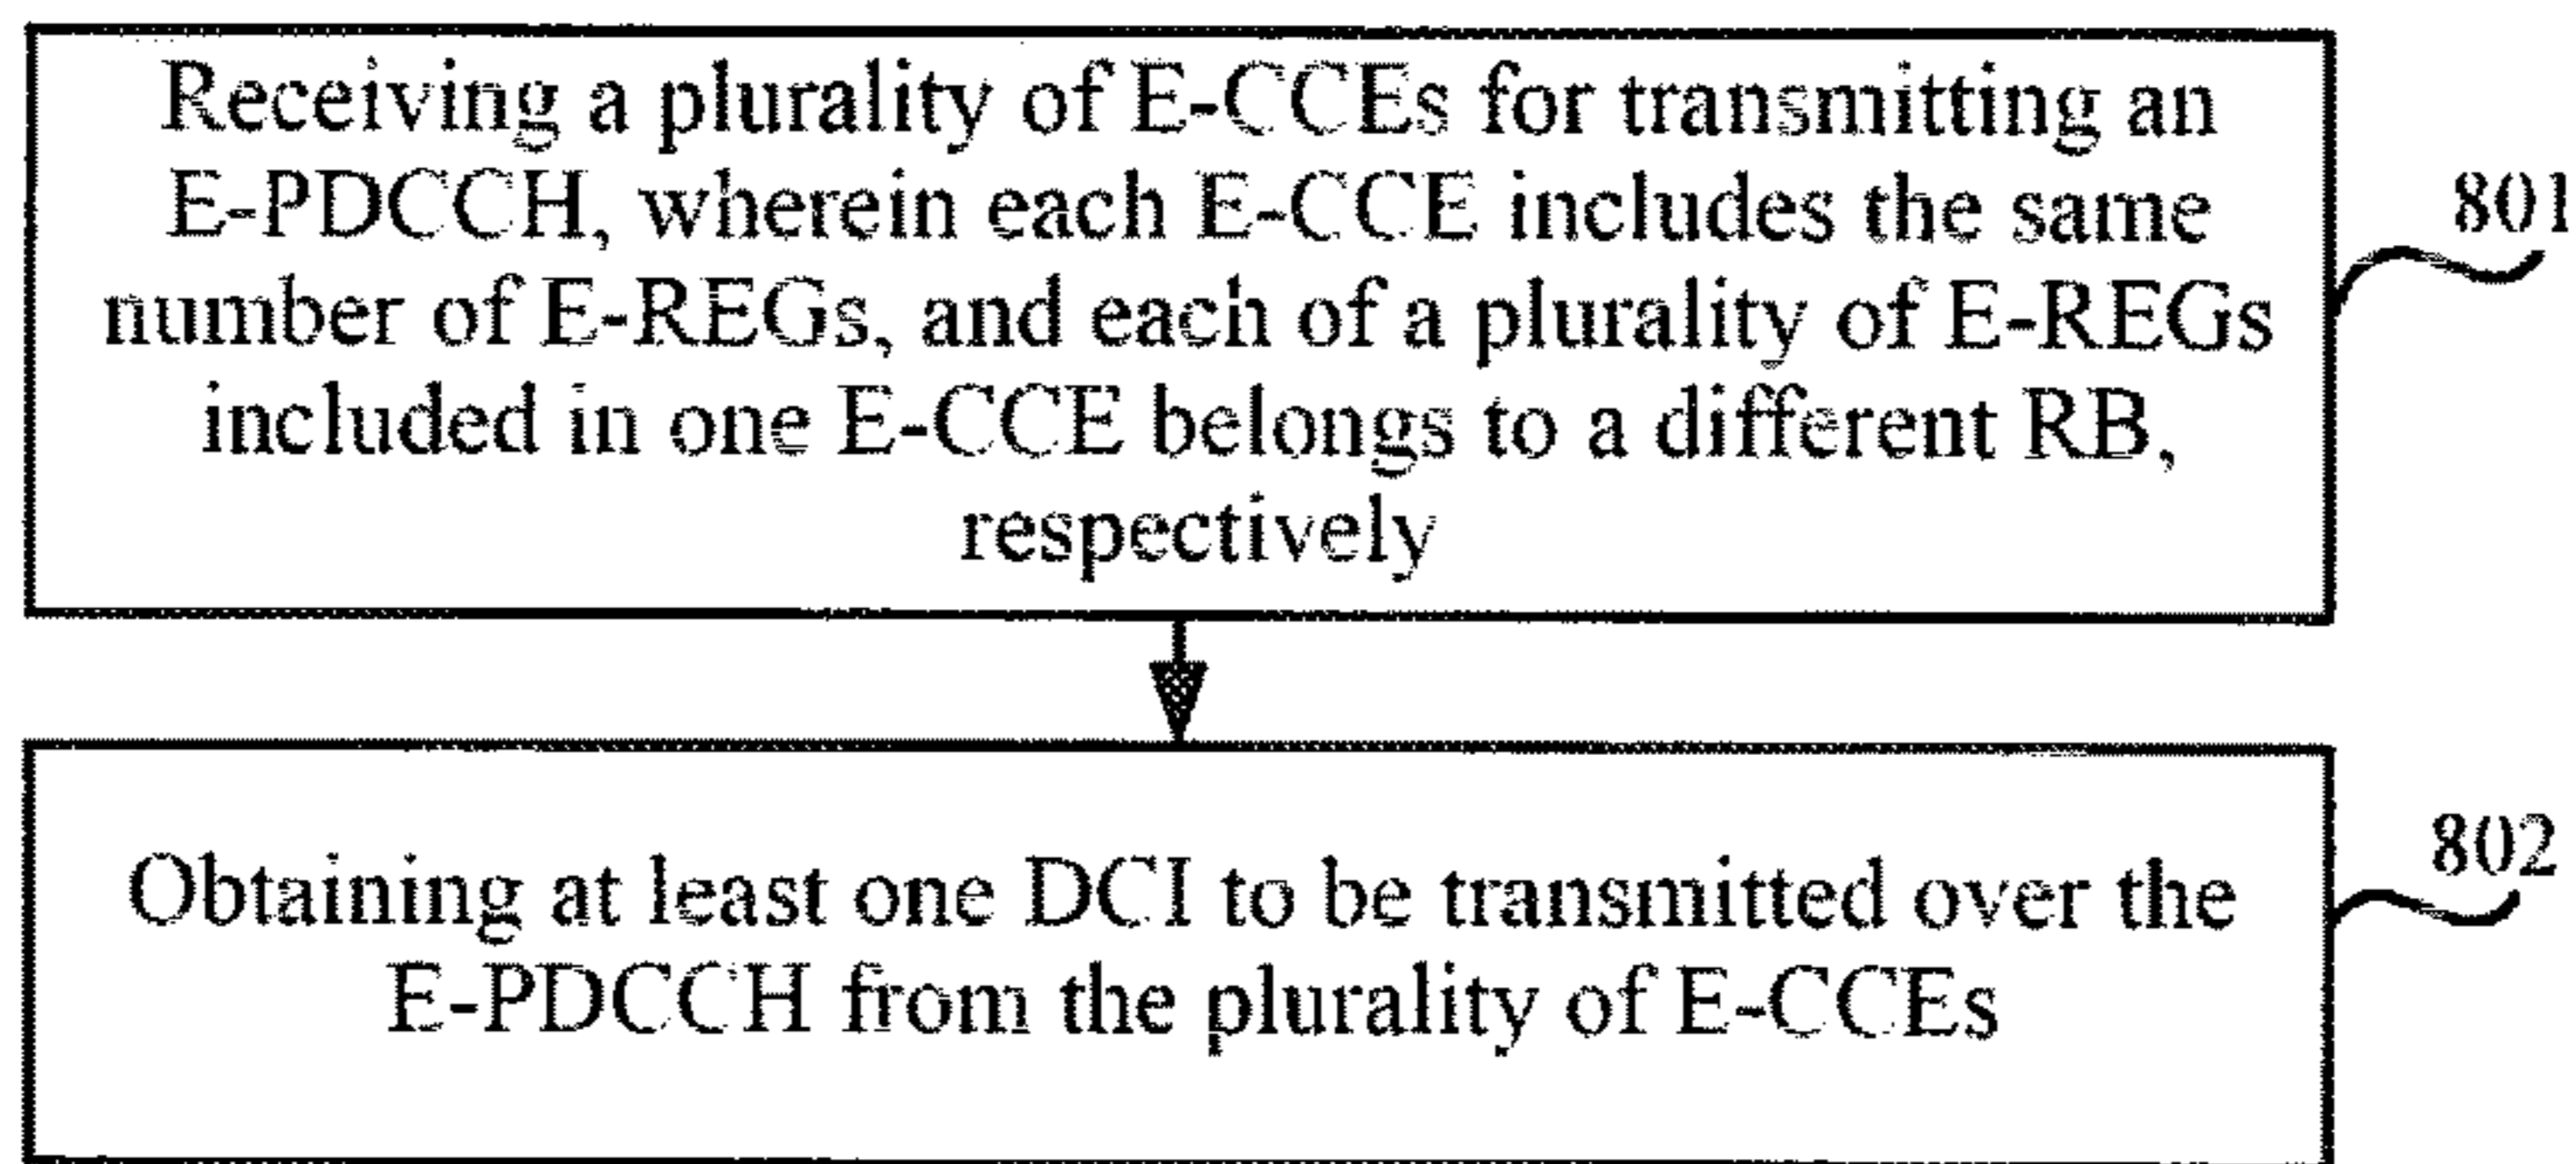 Receiving a plurality of E-CCEs for transmitting an
E-PDCCH, wherein each E-CCE includes the same
number of E-REGs, and each of a plurality of E-REGs
included in one E-CCE belongs to a different RB,
respectively
801
Obtaining at least one DCI to be transmitted over the
E-PDCCH from the plurality of E-CCEs
802